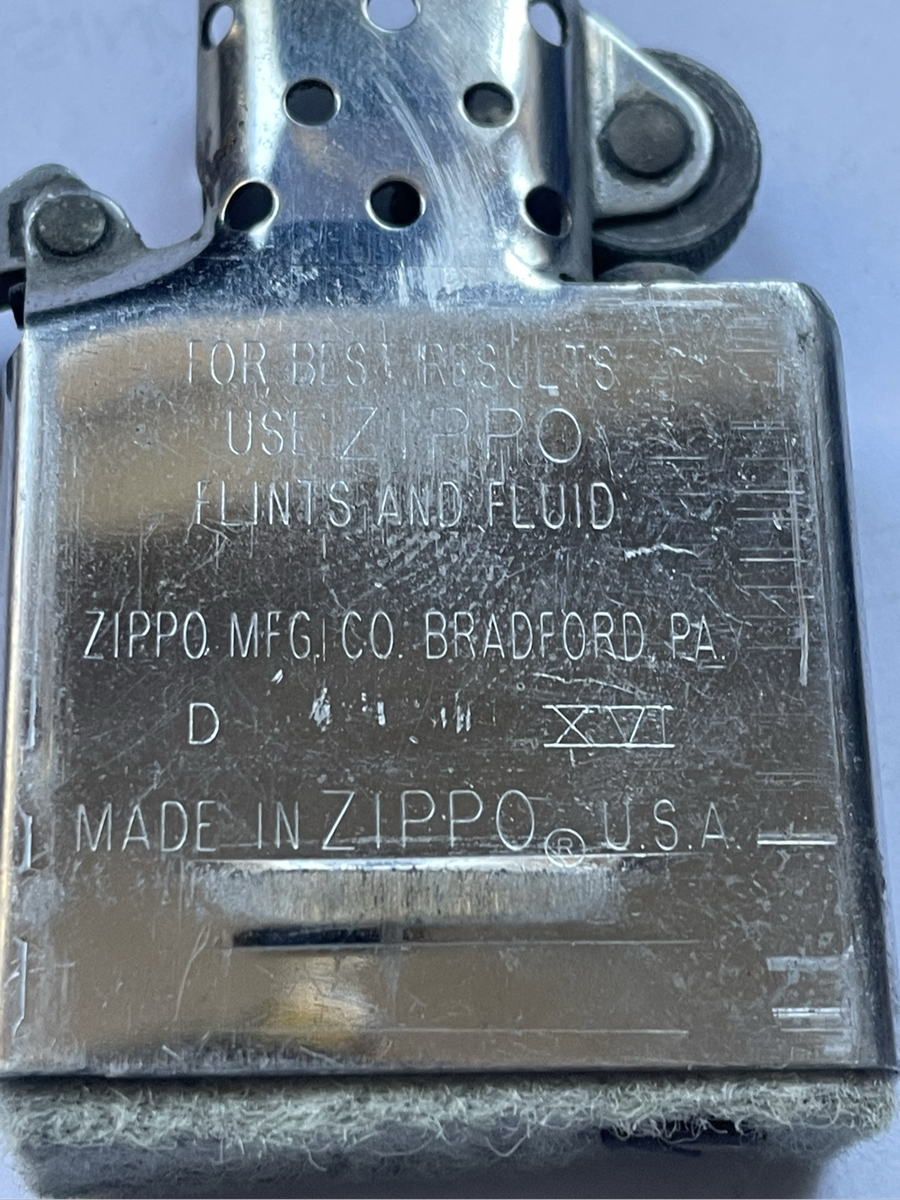 FOR BEST RESULTS
USE ZIPPO
FLINTS AND FLUID
ZIPPO MFG. CO. BRADFORD, PA.
D XVI
MADE IN ZIPPO® U.S.A.